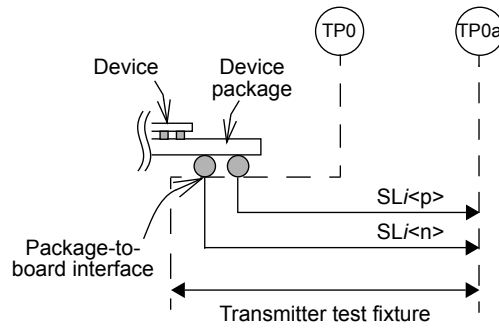 TP0
TP0a
Device
Device
package
SLi<p>
SLi<n>
Package-to-
board interface
Transmitter test fixture